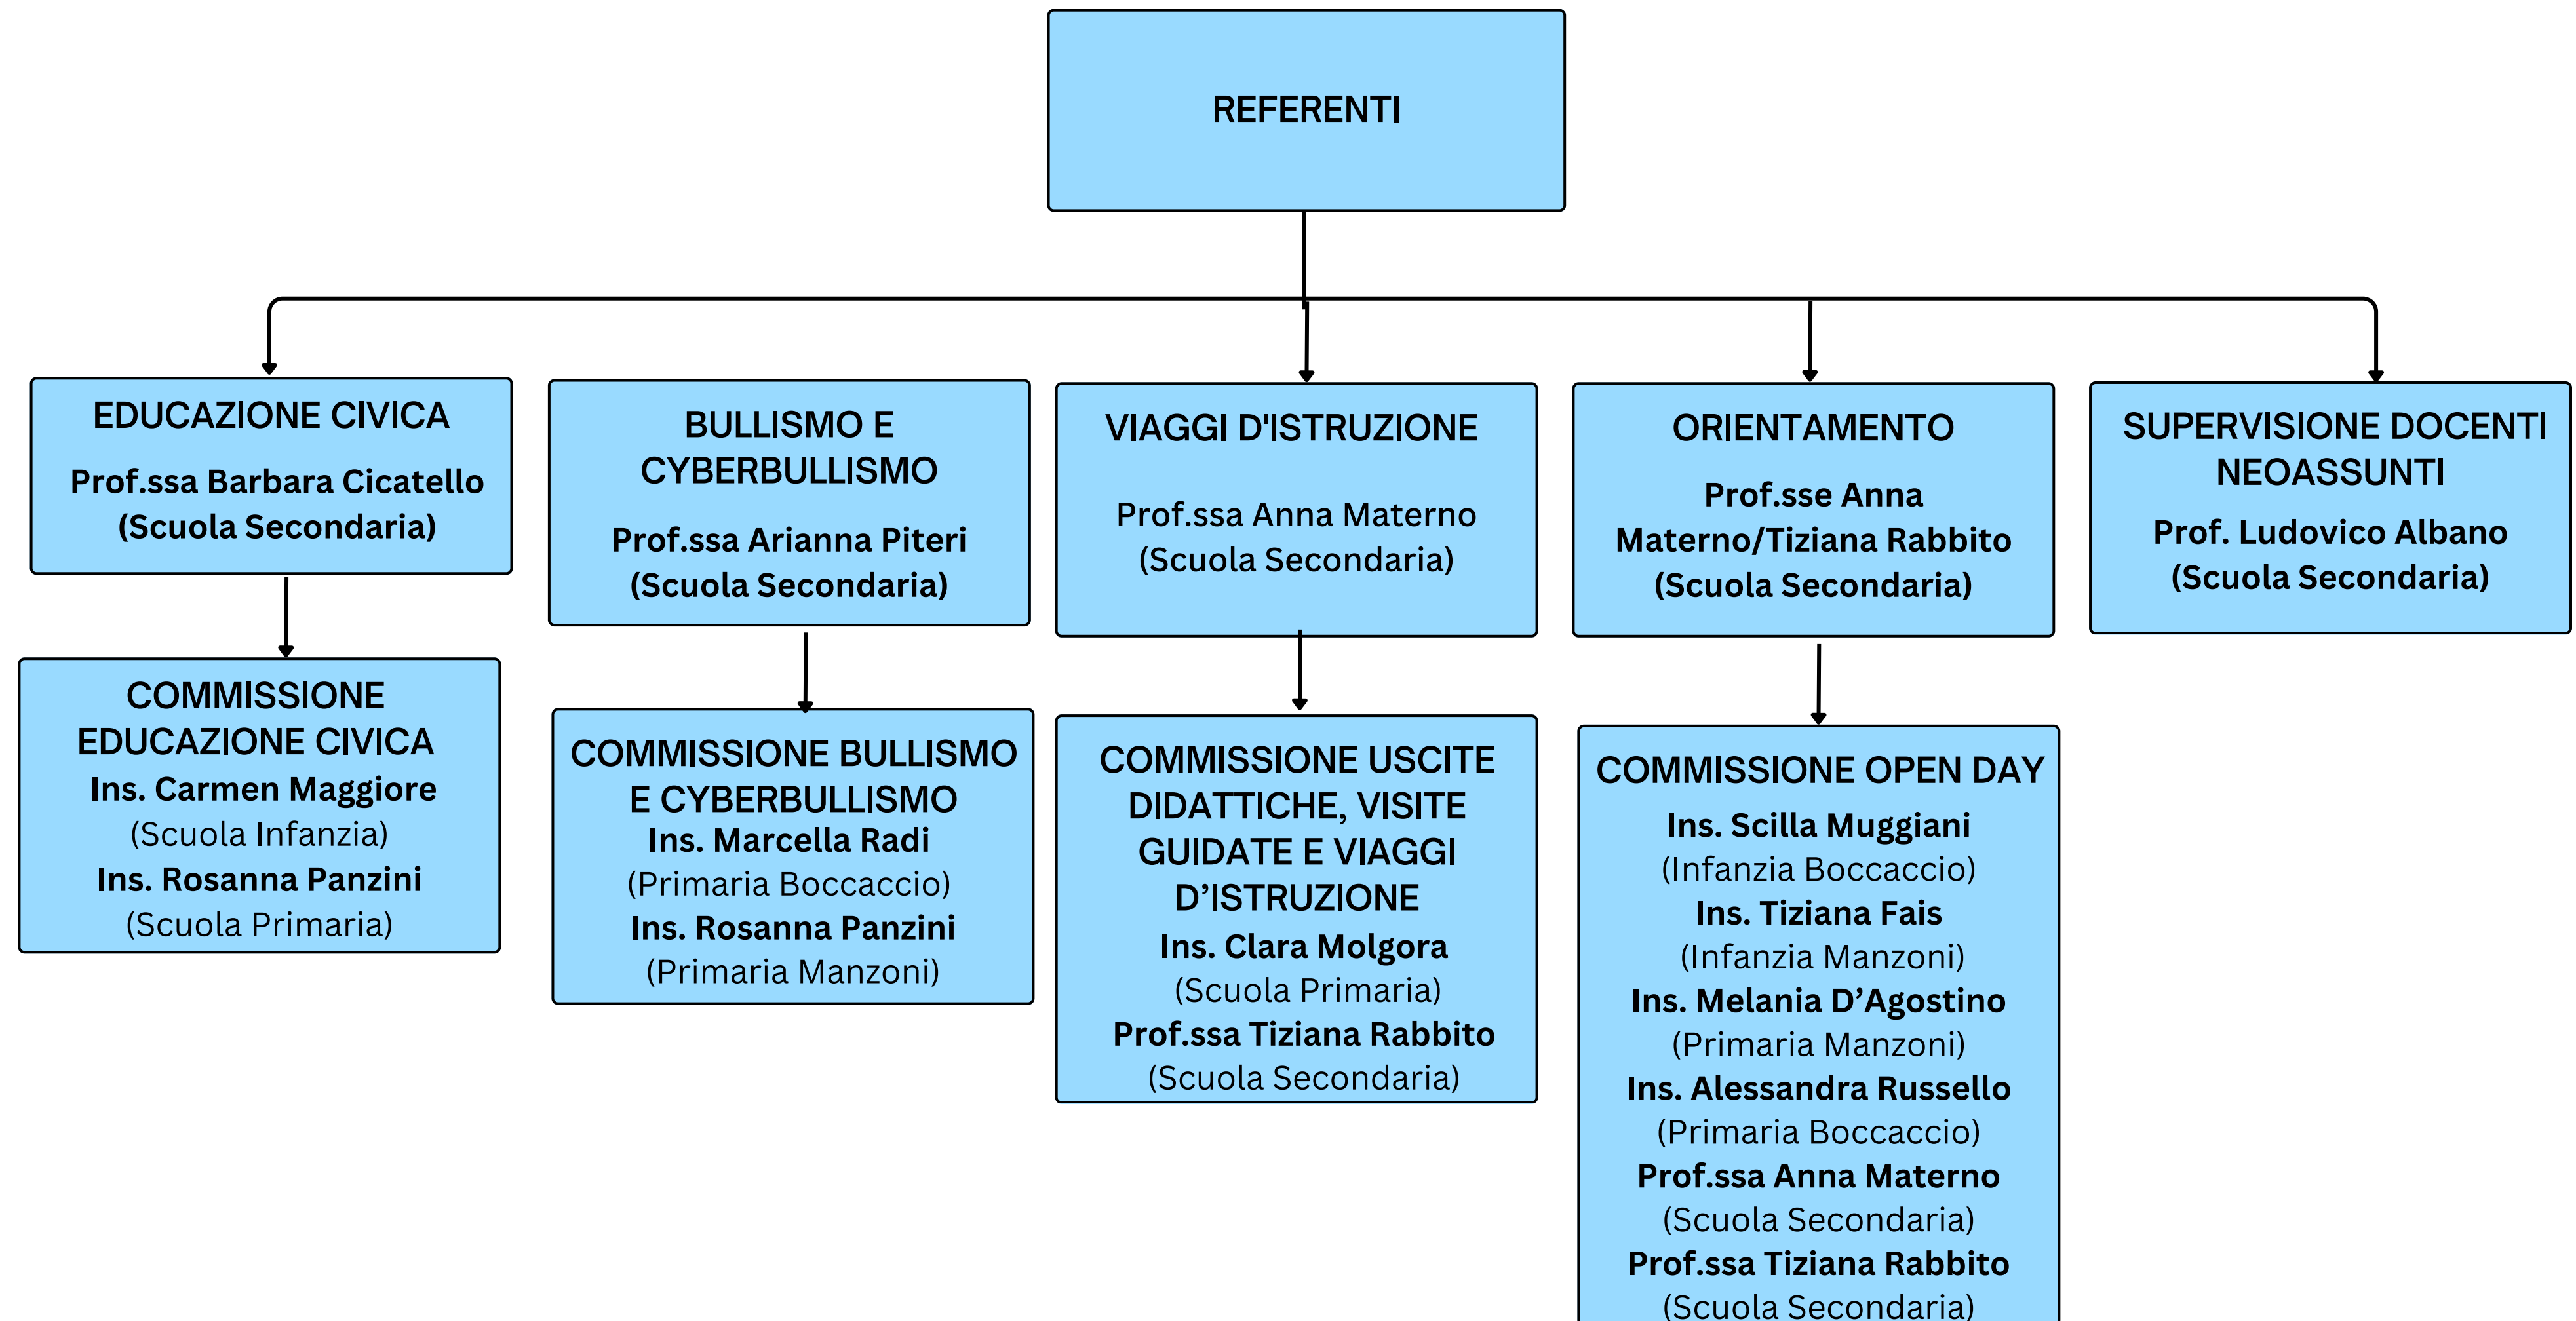 REFERENTI
EDUCAZIONE CIVICA
Prof.ssa Barbara Cicatello
(Scuola Secondaria)
BULLISMO E
CYBERBULLISMO
Prof.ssa Arianna Piteri
(Scuola Secondaria)
VIAGGI D'ISTRUZIONE
Prof.ssa Anna Materno
(Scuola Secondaria)
ORIENTAMENTO
Prof.sse Anna
Materno/Tiziana Rabbito
(Scuola Secondaria)
SUPERVISIONE DOCENTI
NEOASSUNTI
Prof. Ludovico Albano
(Scuola Secondaria)
COMMISSIONE
EDUCAZIONE CIVICA
Ins. Carmen Maggiore
(Scuola Infanzia)
Ins. Rosanna Panzini
(Scuola Primaria)
COMMISSIONE BULLISMO
E CYBERBULLISMO
Ins. Marcella Radi
(Primaria Boccaccio)
Ins. Rosanna Panzini
(Primaria Manzoni)
COMMISSIONE USCITE
DIDATTICHE, VISITE
GUIDATE E VIAGGI
D’ISTRUZIONE
Ins. Clara Molgora
(Scuola Primaria)
Prof.ssa Tiziana Rabbito
(Scuola Secondaria)
COMMISSIONE OPEN DAY
Ins. Scilla Muggiani
(Infanzia Boccaccio)
Ins. Tiziana Fais
(Infanzia Manzoni)
Ins. Melania D’Agostino
(Primaria Manzoni)
Ins. Alessandra Russello
(Primaria Boccaccio)
Prof.ssa Anna Materno
(Scuola Secondaria)
Prof.ssa Tiziana Rabbito
(Scuola Secondaria)